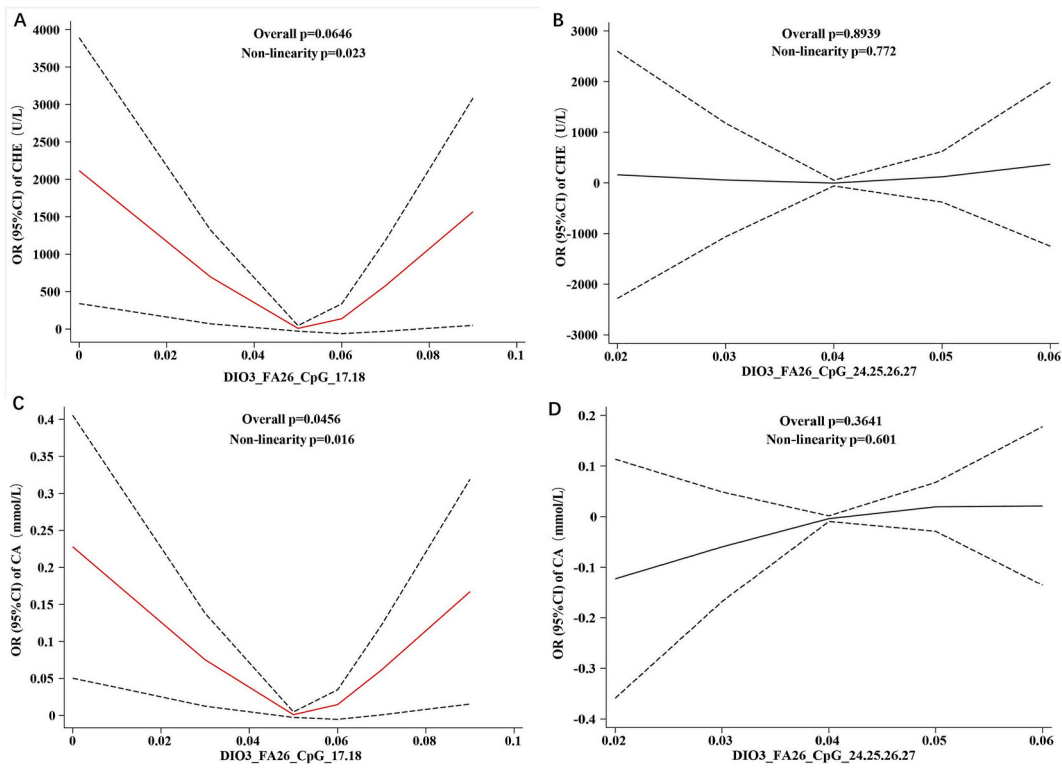 A
Overall p=0.0646
Non-linearity p=0.023
OR (95%CI) of CHE (U/L)
4000
3500
3000
2500
2000
1500
1000
500
0
0 0.02 0.04 0.06 0.08 0.1
DIO3_FA26_CpG_17.18
B
Overall p=0.8939
Non-linearity p=0.772
OR (95%CI) of CHE (U/L)
3000
2000
1000
0
-1000
-2000
-3000
0.02 0.03 0.04 0.05 0.06
DIO3_FA26_CpG_24.25.26.27
C
Overall p=0.0456
Non-linearity p=0.016
OR (95%CI) of CA (mmol/L)
0.4
0.35
0.3
0.25
0.2
0.15
0.1
0.05
0
0 0.02 0.04 0.06 0.08 0.1
DIO3_FA26_CpG_17.18
D
Overall p=0.3641
Non-linearity p=0.601
OR (95%CI) of CA (mmol/L)
0.2
0.1
0
-0.1
-0.2
-0.3
-0.4
0.02 0.03 0.04 0.05 0.06
DIO3_FA26_CpG_24.25.26.27